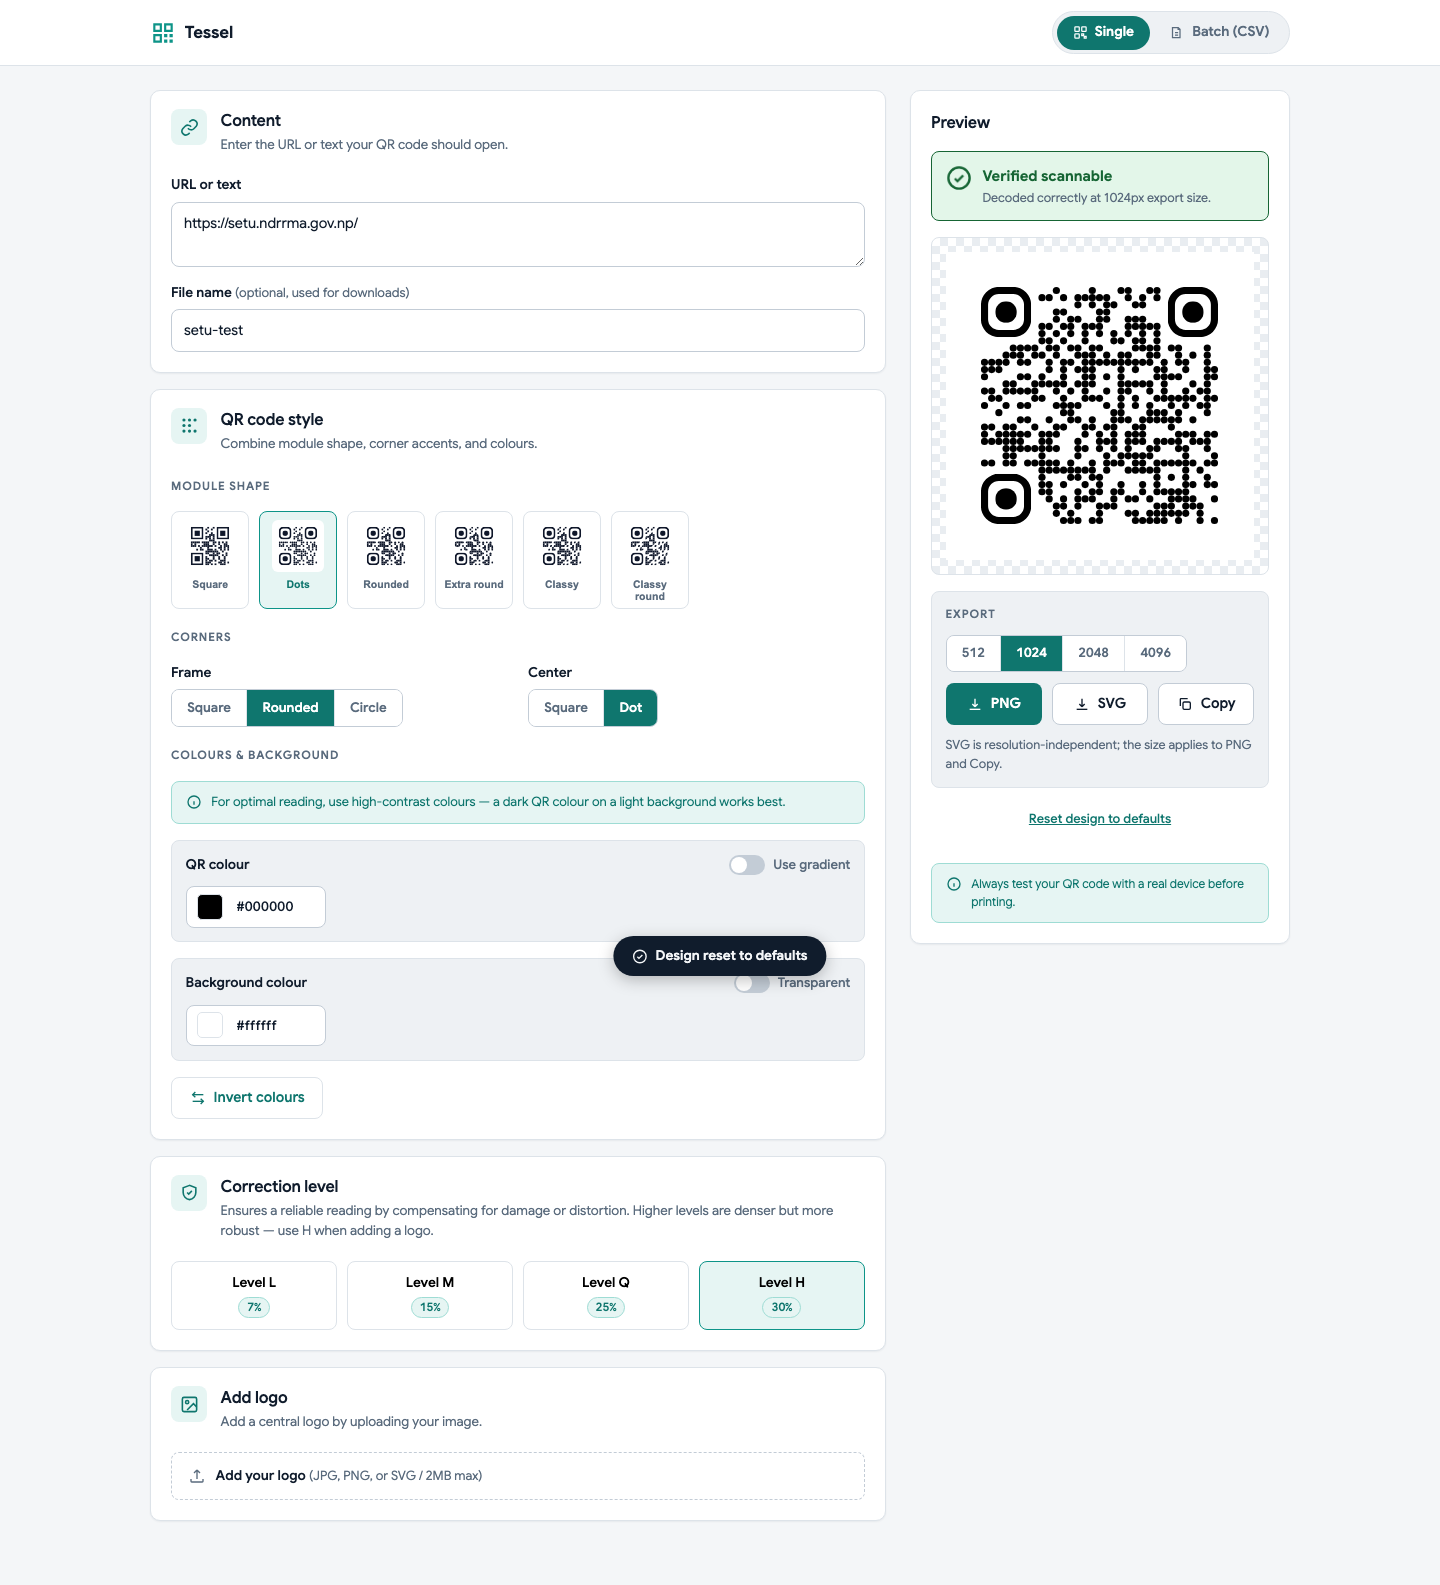 Tessel
Single
Batch (CSV)
Content
Enter the URL or text your QR code should open.
URL or text
https://setu.ndrrma.gov.np/
File name (optional, used for downloads)
setu-test
QR code style
Combine module shape, corner accents, and colours.
MODULE SHAPE
Square
Dots
Rounded
Extra round
Classy
Classy
round
CORNERS
Frame
Square
Rounded
Circle
Center
Square
Dot
COLOURS & BACKGROUND
For optimal reading, use high-contrast colours — a dark QR colour on a light background works best.
QR colour
Use gradient
#000000
Design reset to defaults
Background colour
Transparent
#ffffff
Invert colours
Correction level
Ensures a reliable reading by compensating for damage or distortion. Higher levels are denser but more
robust — use H when adding a logo.
Level L
7%
Level M
15%
Level Q
25%
Level H
30%
Add logo
Add a central logo by uploading your image.
Add your logo (JPG, PNG, or SVG / 2MB max)
Preview
Verified scannable
Decoded correctly at 1024px export size.
EXPORT
512
1024
2048
4096
PNG
SVG
Copy
SVG is resolution-independent; the size applies to PNG
and Copy.
Reset design to defaults
Always test your QR code with a real device before
printing.